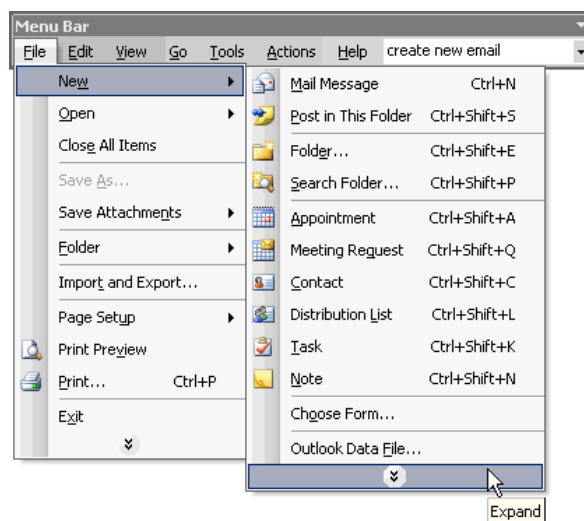 Menu Bar
File Edit View Go Tools Actions Help create new email
New
Open
Close All Items
Save As...
Save Attachments
Folder
Import and Export...
Page Setup
Print Preview
Print... Ctrl+P
Exit
Mail Message Ctrl+N
Post in This Folder Ctrl+Shift+S
Folder... Ctrl+Shift+E
Search Folder... Ctrl+Shift+P
Appointment Ctrl+Shift+A
Meeting Request Ctrl+Shift+Q
Contact Ctrl+Shift+C
Distribution List Ctrl+Shift+L
Task Ctrl+Shift+K
Note Ctrl+Shift+N
Choose Form...
Outlook Data File...
Expand